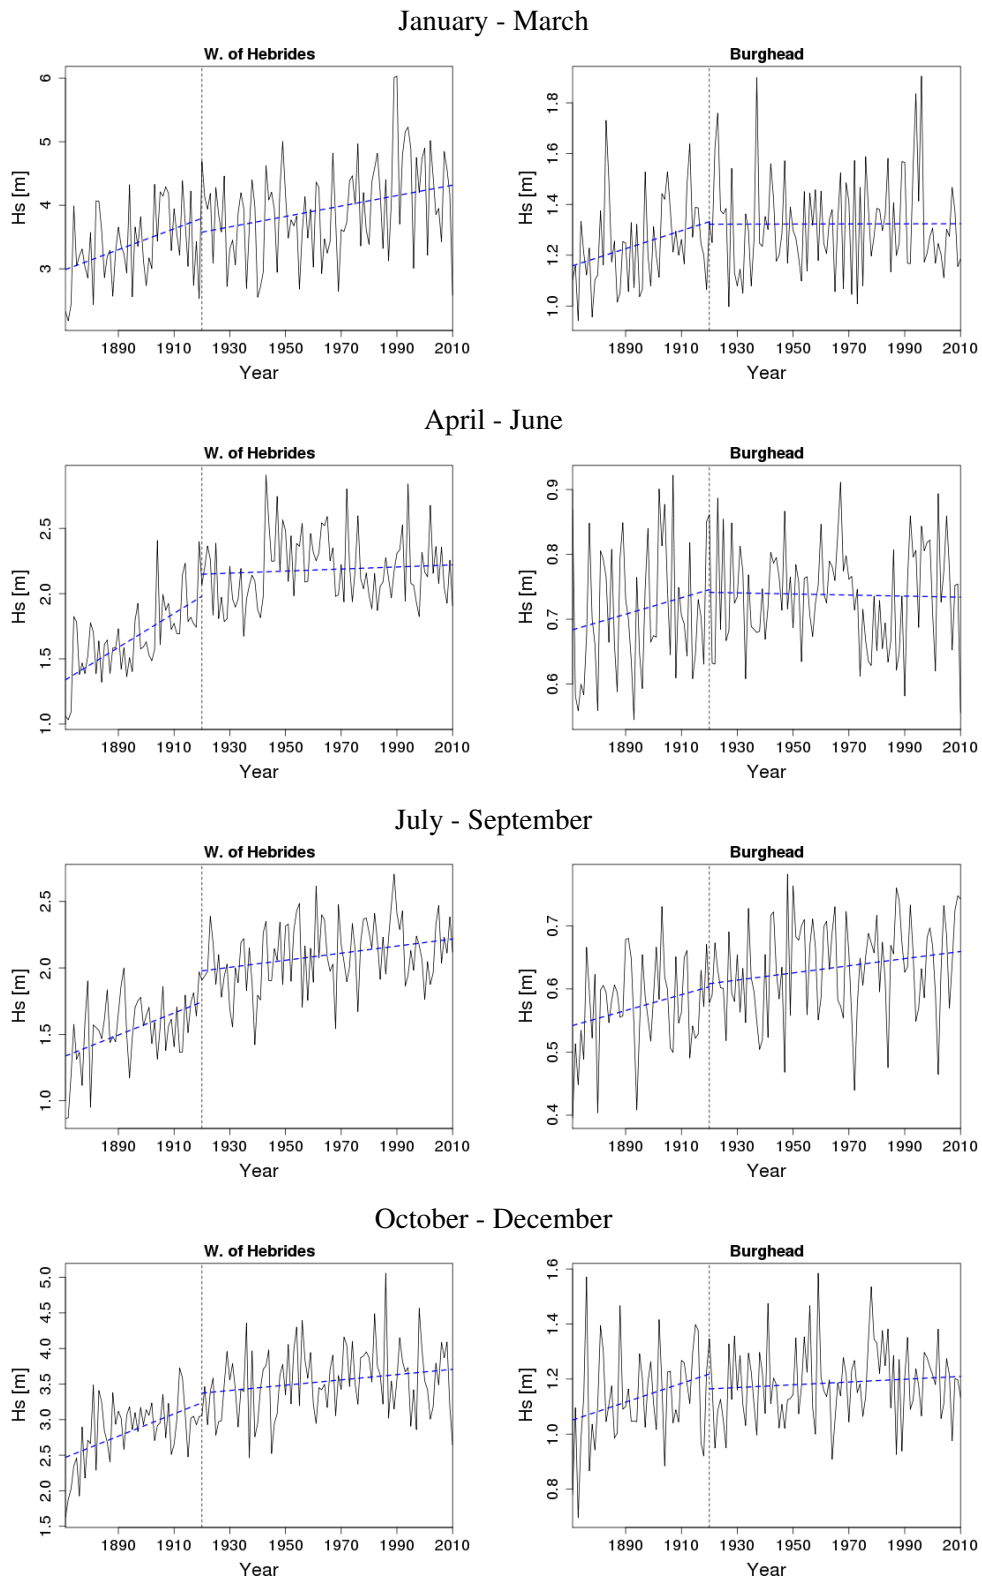 January - March
W. of Hebrides
Burghead
Hs [m]
3 4 5 6
1890 1910 1930 1950 1970 1990 2010
Year
Hs [m]
1.0 1.2 1.4 1.6 1.8
1890 1910 1930 1950 1970 1990 2010
Year
April - June
W. of Hebrides
Burghead
Hs [m]
1.0 1.5 2.0 2.5
1890 1910 1930 1950 1970 1990 2010
Year
Hs [m]
0.6 0.7 0.8 0.9
1890 1910 1930 1950 1970 1990 2010
Year
July - September
W. of Hebrides
Burghead
Hs [m]
1.0 1.5 2.0 2.5
1890 1910 1930 1950 1970 1990 2010
Year
Hs [m]
0.4 0.5 0.6 0.7
1890 1910 1930 1950 1970 1990 2010
Year
October - December
W. of Hebrides
Burghead
Hs [m]
1.5 2.0 2.5 3.0 3.5 4.0 4.5 5.0
1890 1910 1930 1950 1970 1990 2010
Year
Hs [m]
0.8 1.0 1.2 1.4 1.6
1890 1910 1930 1950 1970 1990 2010
Year